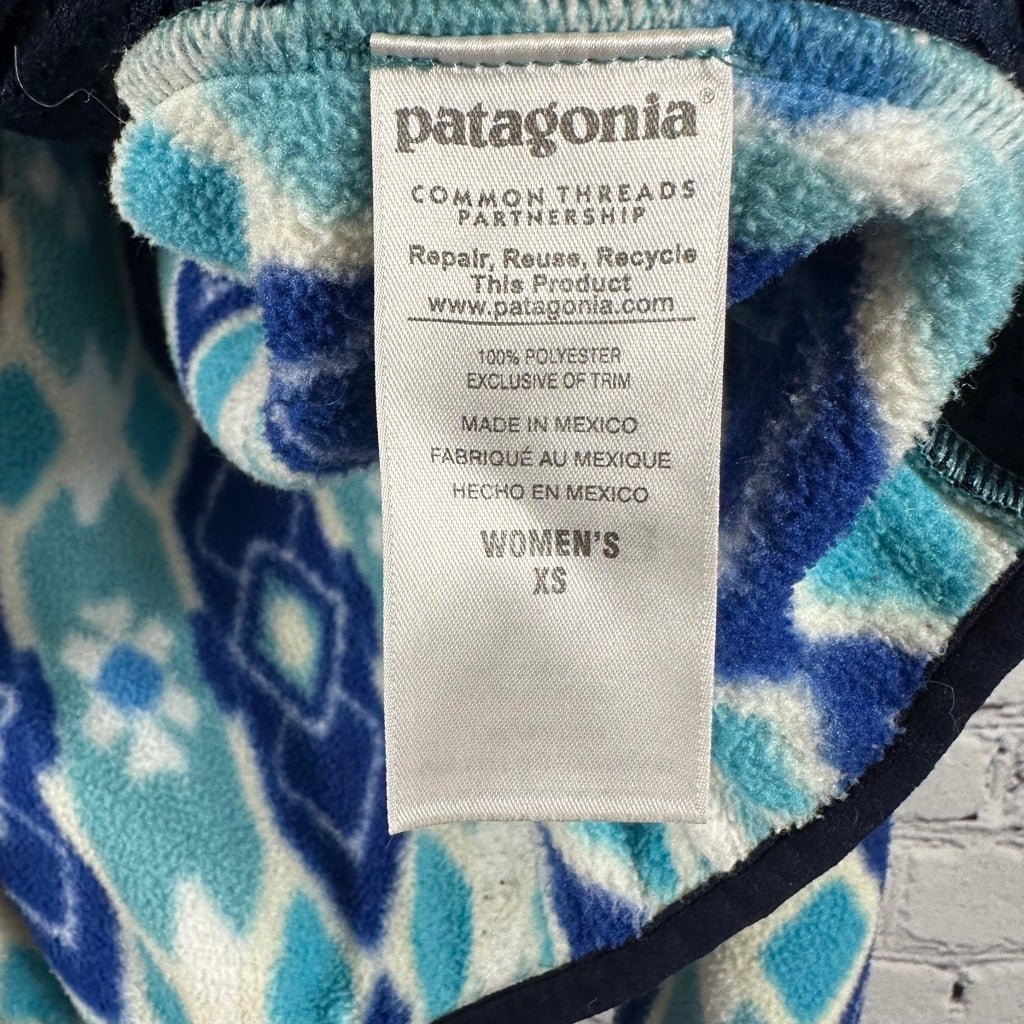 patagonia®
COMMON THREADS
PARTNERSHIP
Repair, Reuse, Recycle
This Product
www.patagonia.com
100% POLYESTER
EXCLUSIVE OF TRIM
MADE IN MEXICO
FABRIQUÉ AU MEXIQUE
HECHO EN MEXICO
WOMEN'S
XS